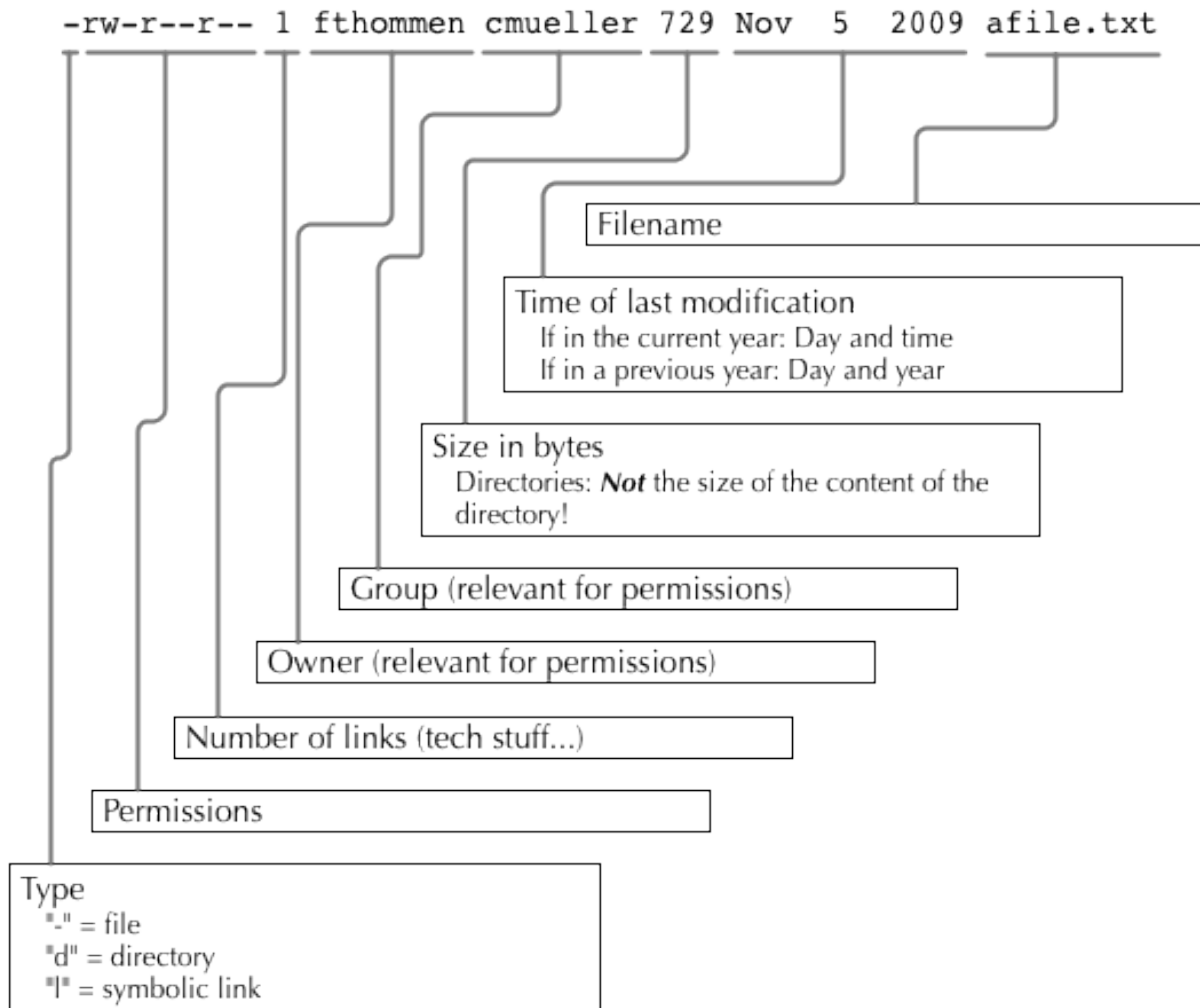 -rw-r--r-- 1 fthommen cmueller 729 Nov 5 2009 afile.txt
Filename
Time of last modification
If in the current year: Day and time
If in a previous year: Day and year
Size in bytes
Directories: Not the size of the content of the
directory!
Group (relevant for permissions)
Owner (relevant for permissions)
Number of links (tech stuff...)
Permissions
Type
"-" = file
"d" = directory
"l" = symbolic link